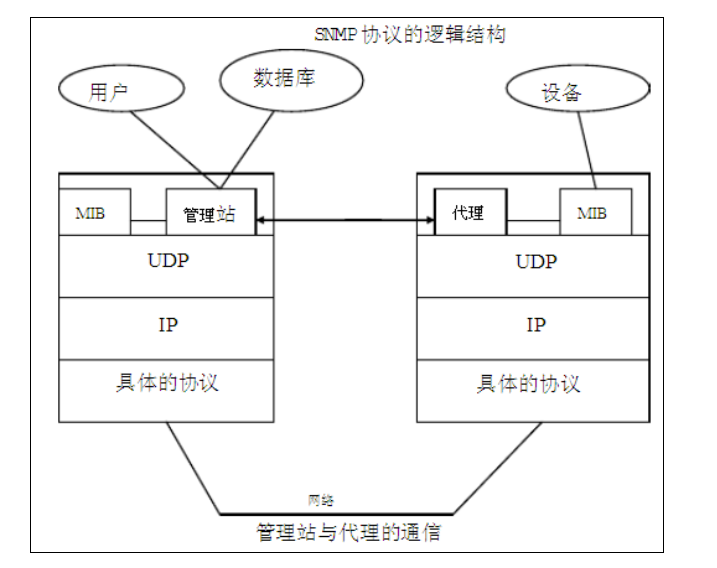 SNMP 协议的逻辑结构
用户
数据库
设备
MIB
管理站
代理
MIB
UDP
UDP
IP
IP
具体的协议
具体的协议
网络
管理站与代理的通信